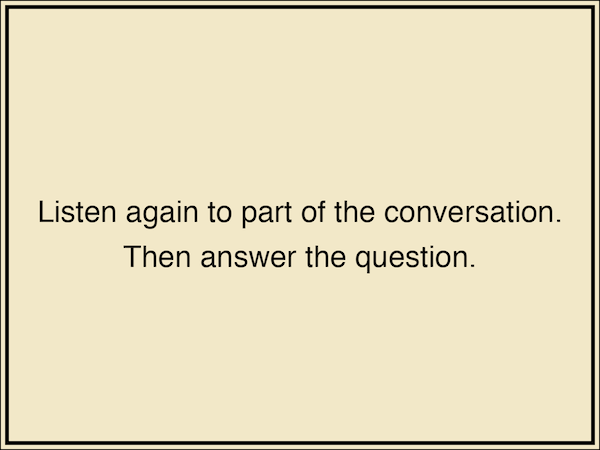 Listen again to part of the conversation.
Then answer the question.